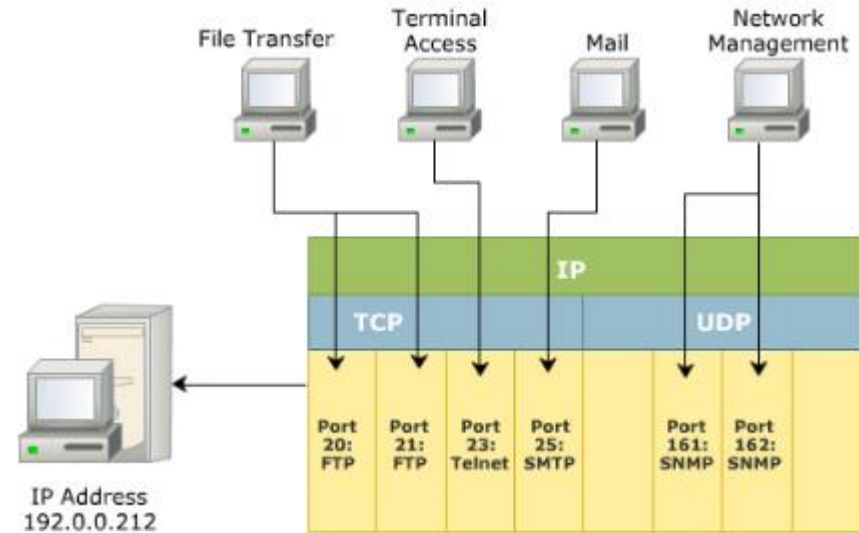 File Transfer
Terminal
Access
Mail
Network
Management
IP
TCP
UDP
Port
20:
FTP
Port
21:
FTP
Port
23:
Telnet
Port
25:
SMTP
Port
161:
SNMP
Port
162:
SNMP
IP Address
192.0.0.212